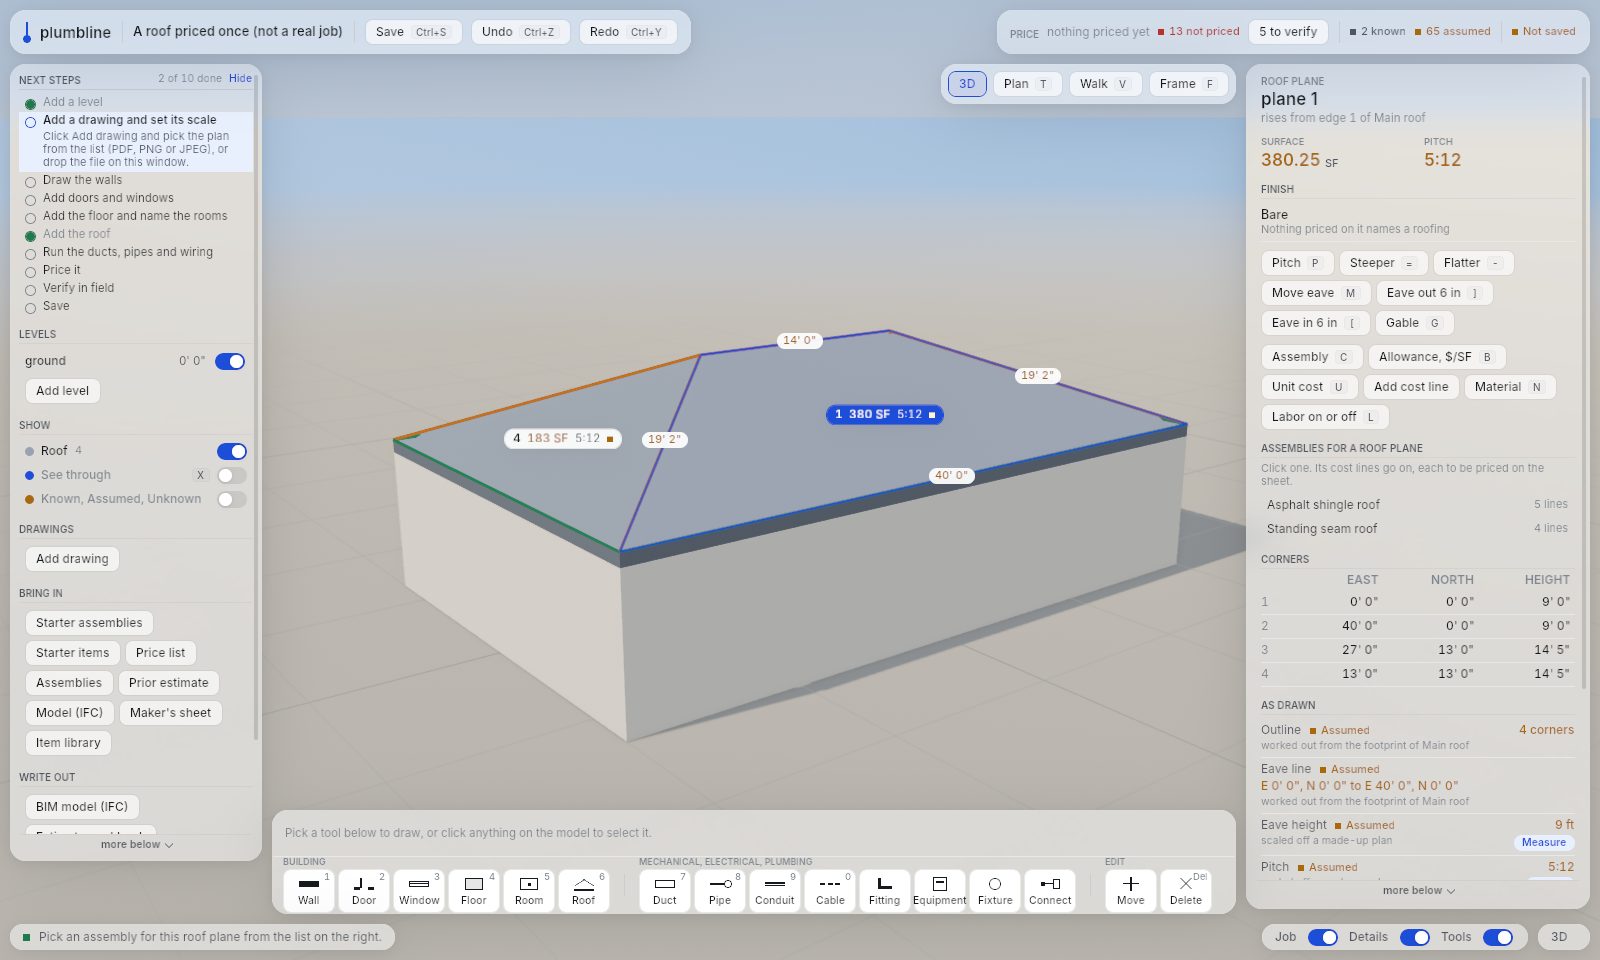 plumbline
A roof priced once (not a real job)
Save Ctrl+S
Undo Ctrl+Z
Redo Ctrl+Y
PRICE nothing priced yet 13 not priced 5 to verify 2 known 65 assumed Not saved
3D
Plan T
Walk V
Frame F
NEXT STEPS 2 of 10 done Hide
Add a level
Add a drawing and set its scale
Click Add drawing and pick the plan
from the list (PDF, PNG or JPEG), or
drop the file on this window.
Draw the walls
Add doors and windows
Add the floor and name the rooms
Add the roof
Run the ducts, pipes and wiring
Price it
Verify in field
Save
LEVELS
ground 0' 0"
Add level
SHOW
Roof 4
See through X
Known, Assumed, Unknown
DRAWINGS
Add drawing
BRING IN
Starter assemblies
Starter items Price list
Assemblies Prior estimate
Model (IFC) Maker's sheet
Item library
WRITE OUT
BIM model (IFC)
more below
14' 0"
19' 2"
1 380 SF 5:12
4 183 SF 5:12
19' 2"
40' 0"
Pick a tool below to draw, or click anything on the model to select it.
BUILDING
Wall 1
Door 2
Window 3
Floor 4
Room 5
Roof 6
MECHANICAL, ELECTRICAL, PLUMBING
Duct 7
Pipe 8
Conduit 9
Cable 0
Fitting
Equipment
Fixture
Connect
EDIT
Move
Delete Del
ROOF PLANE
plane 1
rises from edge 1 of Main roof
SURFACE PITCH
380.25 SF 5:12
FINISH
Bare
Nothing priced on it names a roofing
Pitch P Steeper = Flatter -
Move eave M Eave out 6 in ]
Eave in 6 in [ Gable G
Assembly C Allowance, $/SF B
Unit cost U Add cost line Material N
Labor on or off L
ASSEMBLIES FOR A ROOF PLANE
Click one. Its cost lines go on, each to be priced on the
sheet.
Asphalt shingle roof 5 lines
Standing seam roof 4 lines
CORNERS
EAST NORTH HEIGHT
1 0' 0" 0' 0" 9' 0"
2 40' 0" 0' 0" 9' 0"
3 27' 0" 13' 0" 14' 5"
4 13' 0" 13' 0" 14' 5"
AS DRAWN
Outline Assumed 4 corners
worked out from the footprint of Main roof
Eave line Assumed
E 0' 0", N 0' 0" to E 40' 0", N 0' 0"
worked out from the footprint of Main roof
Eave height Assumed 9 ft
scaled off a made-up plan Measure
Pitch Assumed 5:12
more below
Pick an assembly for this roof plane from the list on the right.
Job Details Tools 3D